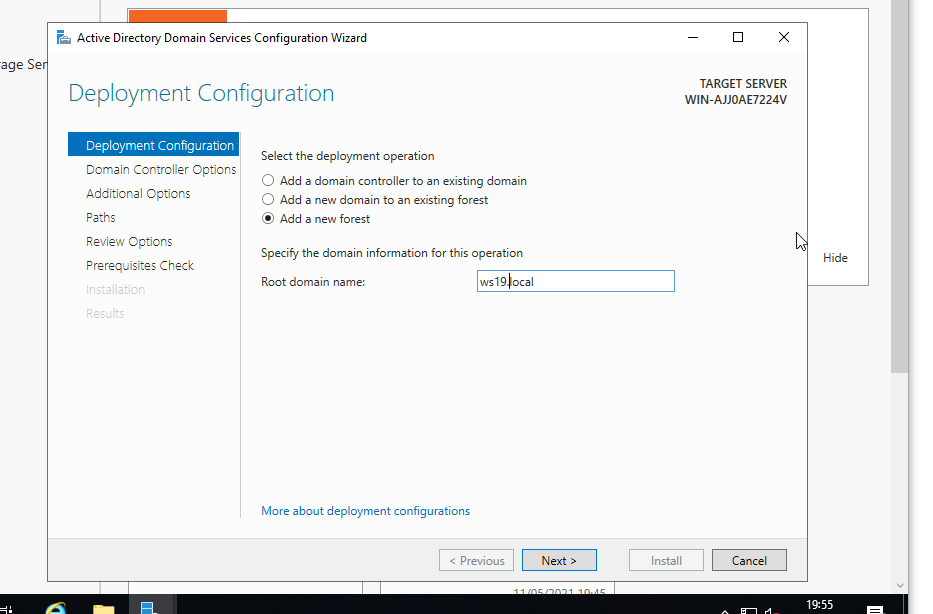 Active Directory Domain Services Configuration Wizard
rage Ser
Deployment Configuration
TARGET SERVER
WIN-AJJ0AE7224V
Deployment Configuration
Domain Controller Options
Additional Options
Paths
Review Options
Prerequisites Check
Installation
Results
Select the deployment operation
Add a domain controller to an existing domain
Add a new domain to an existing forest
Add a new forest
Specify the domain information for this operation
Root domain name:
ws19.local
More about deployment configurations
Hide
< Previous
Next >
Install
Cancel
11/05/2021 19:45
19:55